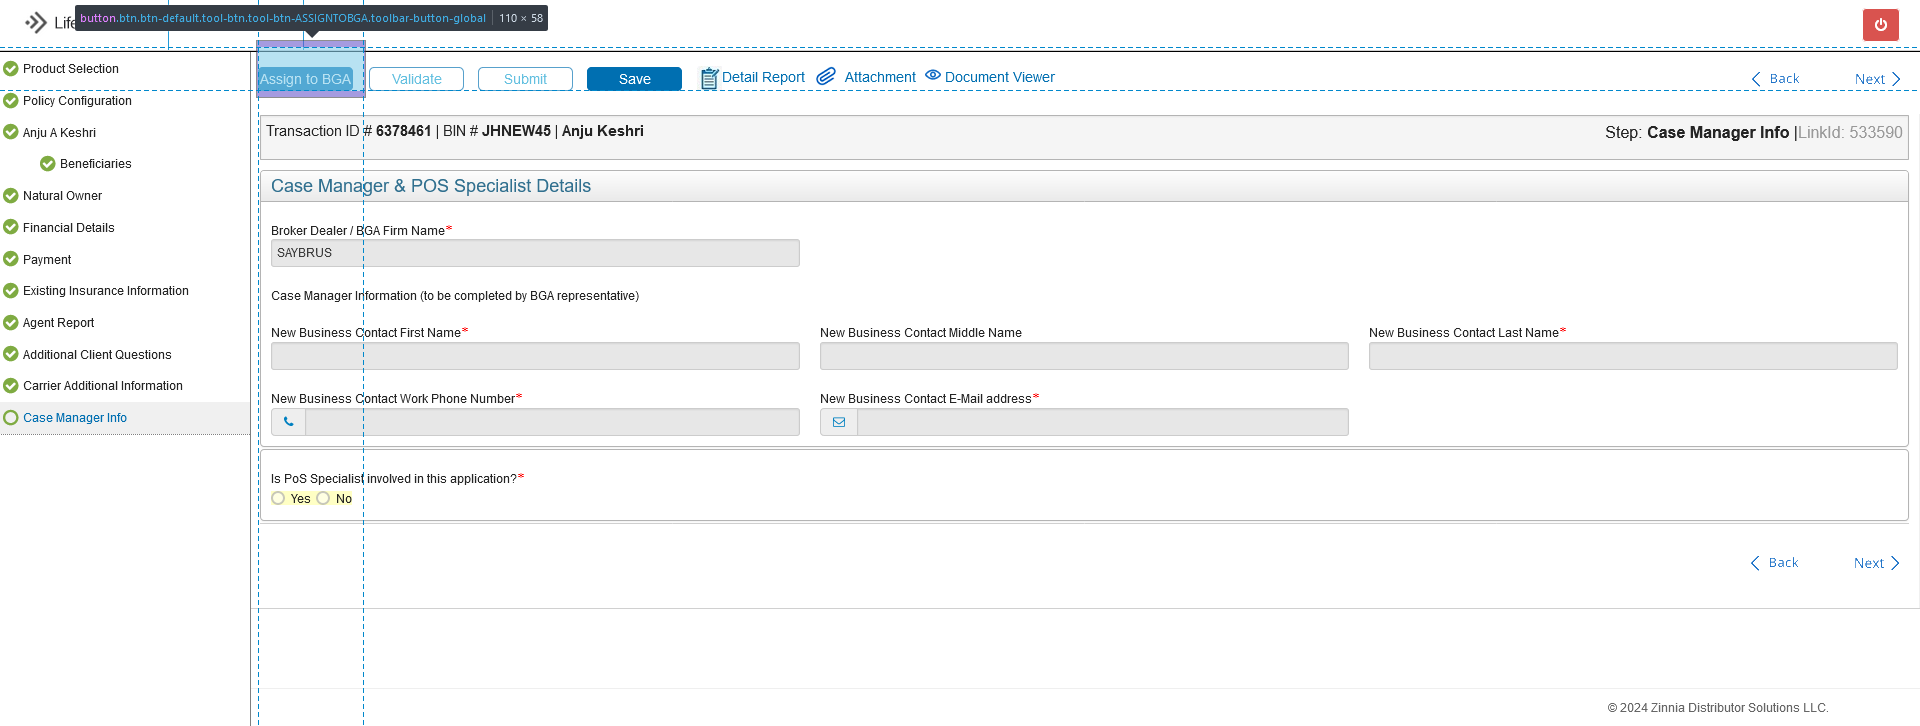 button.btn.btn-default.tool-btn.tool-btn-ASSIGNTOBGA.toolbar-button-global | 110 × 58
Life
Assign to BGA Validate Submit Save Detail Report Attachment Document Viewer Back Next
Product Selection
Policy Configuration
Anju A Keshri
Beneficiaries
Natural Owner
Financial Details
Payment
Existing Insurance Information
Agent Report
Additional Client Questions
Carrier Additional Information
Case Manager Info
Transaction ID # 6378461 | BIN # JHNEW45 | Anju Keshri
Step: Case Manager Info |LinkId: 533590
Case Manager & POS Specialist Details
Broker Dealer / BGA Firm Name*
SAYBRUS
Case Manager Information (to be completed by BGA representative)
New Business Contact First Name* New Business Contact Middle Name New Business Contact Last Name*
New Business Contact Work Phone Number* New Business Contact E-Mail address*
Is PoS Specialist involved in this application?*
Yes No
Back Next
© 2024 Zinnia Distributor Solutions LLC.